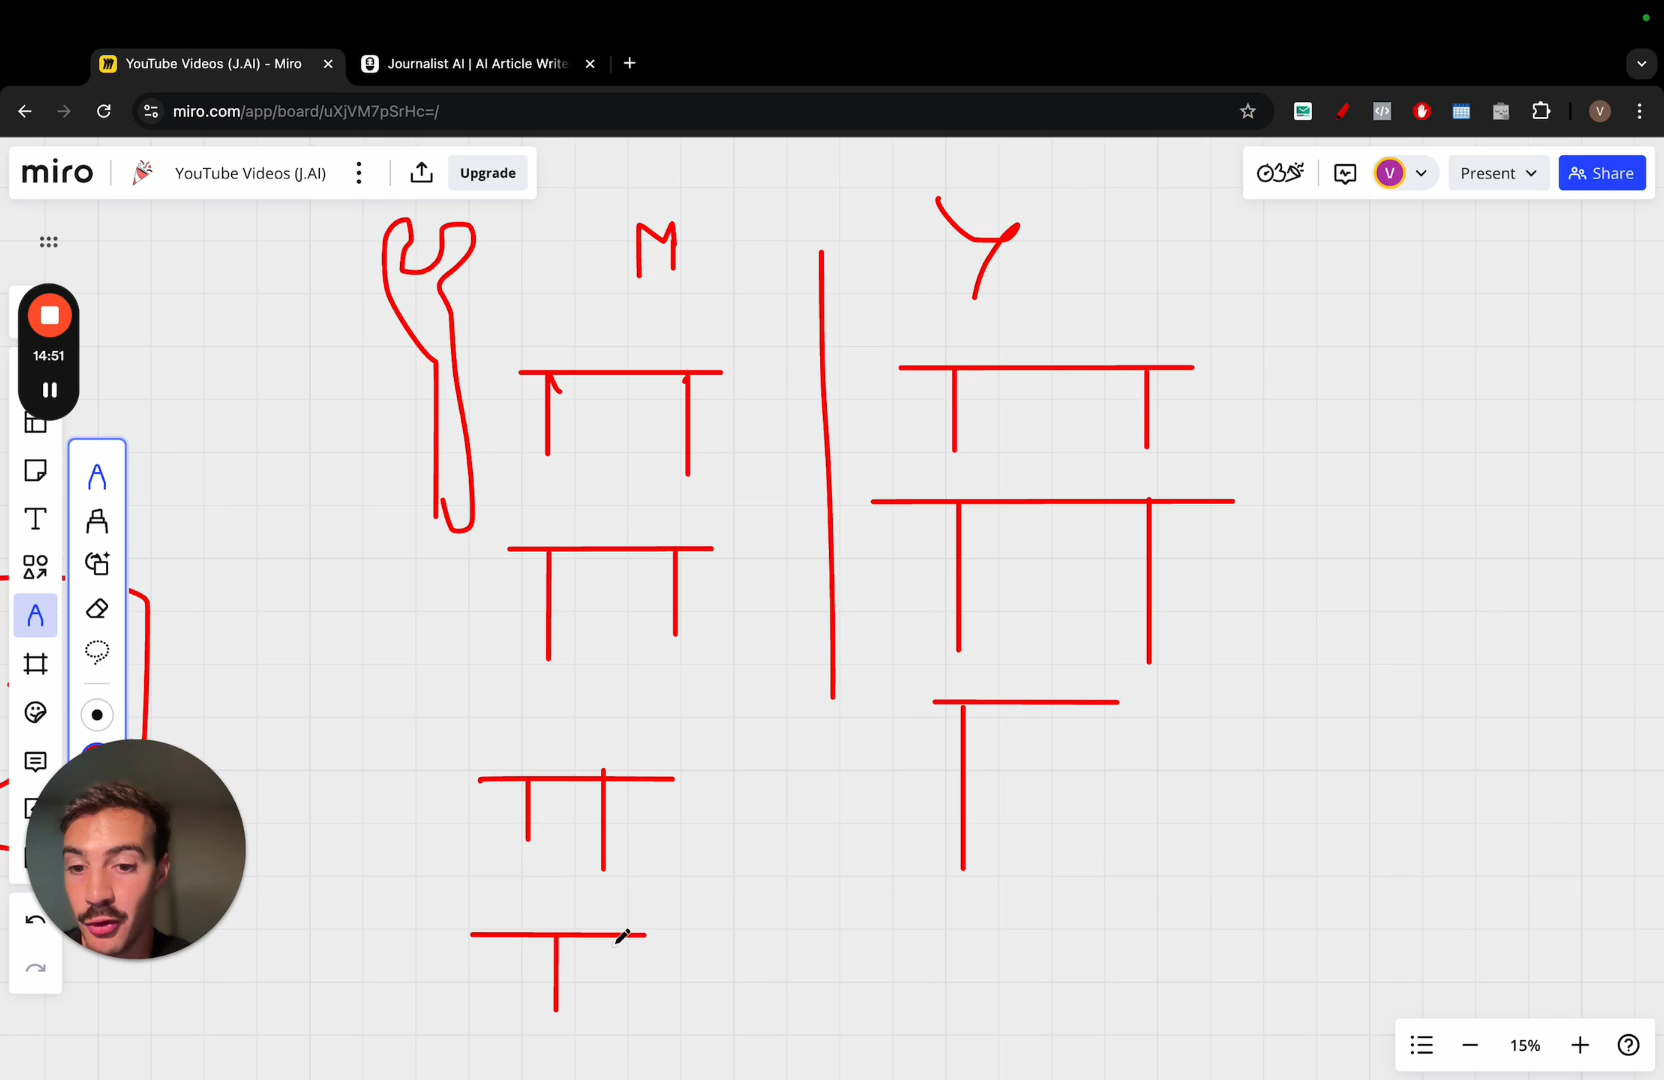 YouTube Videos (J.AI) - Miro
Journalist AI | AI Article Write
miro.com/app/board/uXjVM7pSrHc=/
V
miro
YouTube Videos (J.AI)
Upgrade
V
Present
Share
M
Y
14:51
15%